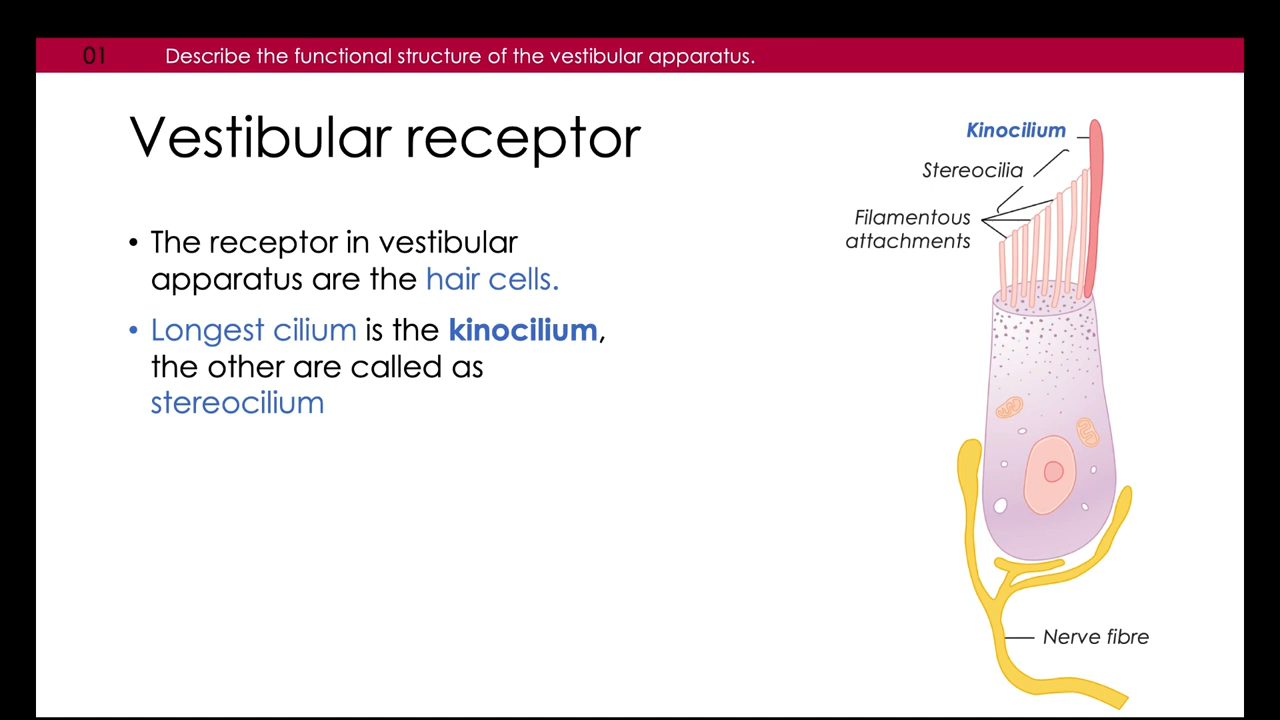 01 Describe the functional structure of the vestibular apparatus.
Vestibular receptor
• The receptor in vestibular
apparatus are the hair cells.
• Longest cilium is the kinocilium,
the other are called as
stereocilium
Kinocilium
Stereocilia
Filamentous
attachments
Nerve fibre